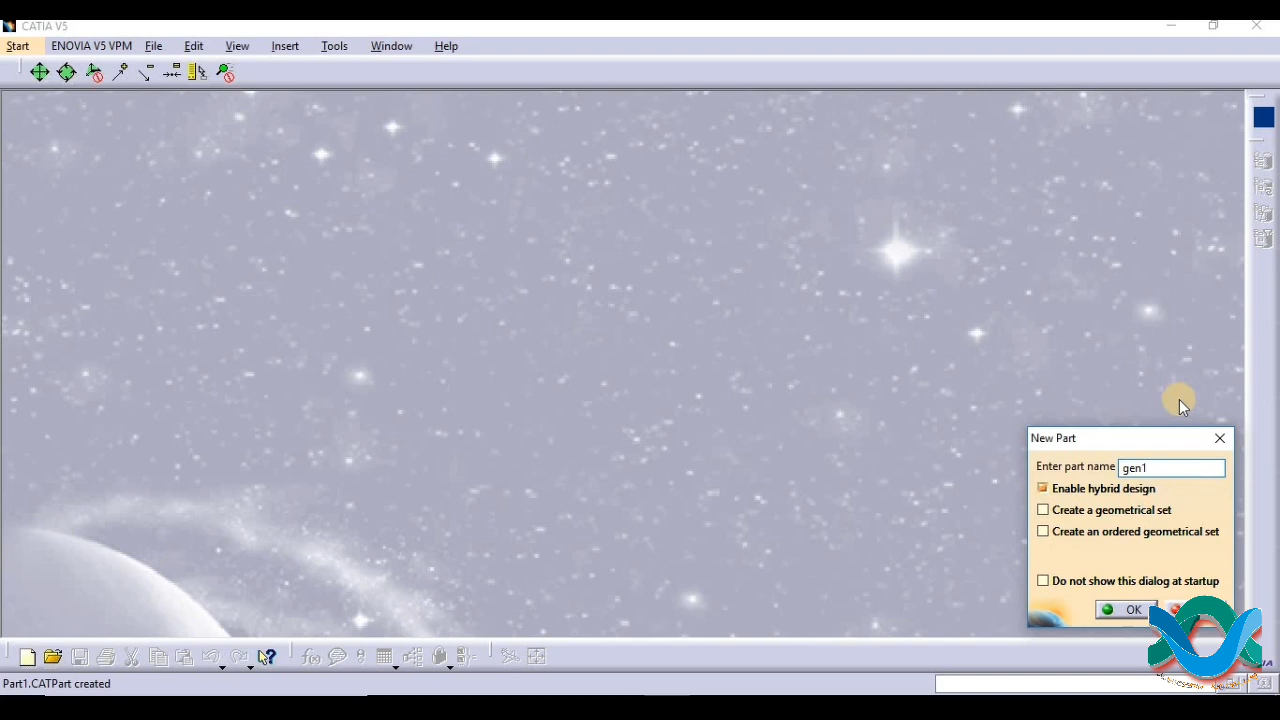 CATIA V5
Start ENOVIA V5 VPM File Edit View Insert Tools Window Help
New Part
Enter part name gen1
Enable hybrid design
Create a geometrical set
Create an ordered geometrical set
Do not show this dialog at startup
OK
Part1.CATPart created